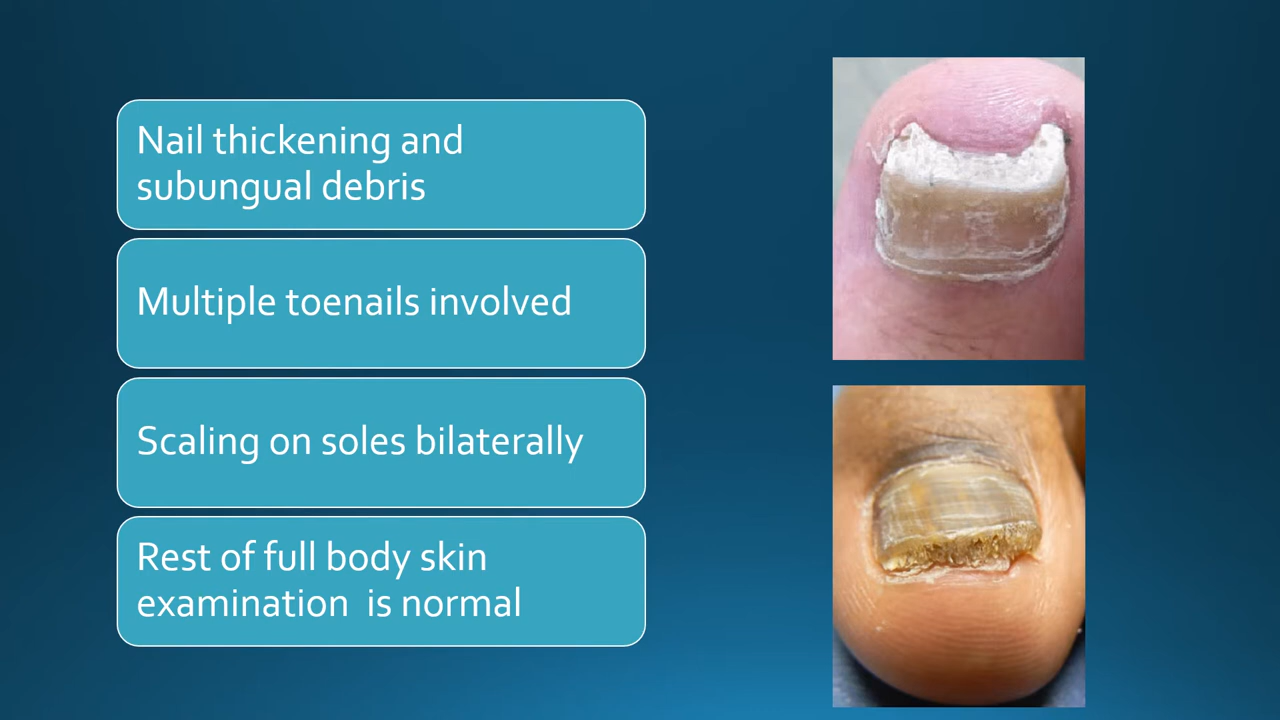 Nail thickening and
subungual debris
Multiple toenails involved
Scaling on soles bilaterally
Rest of full body skin
examination  is normal